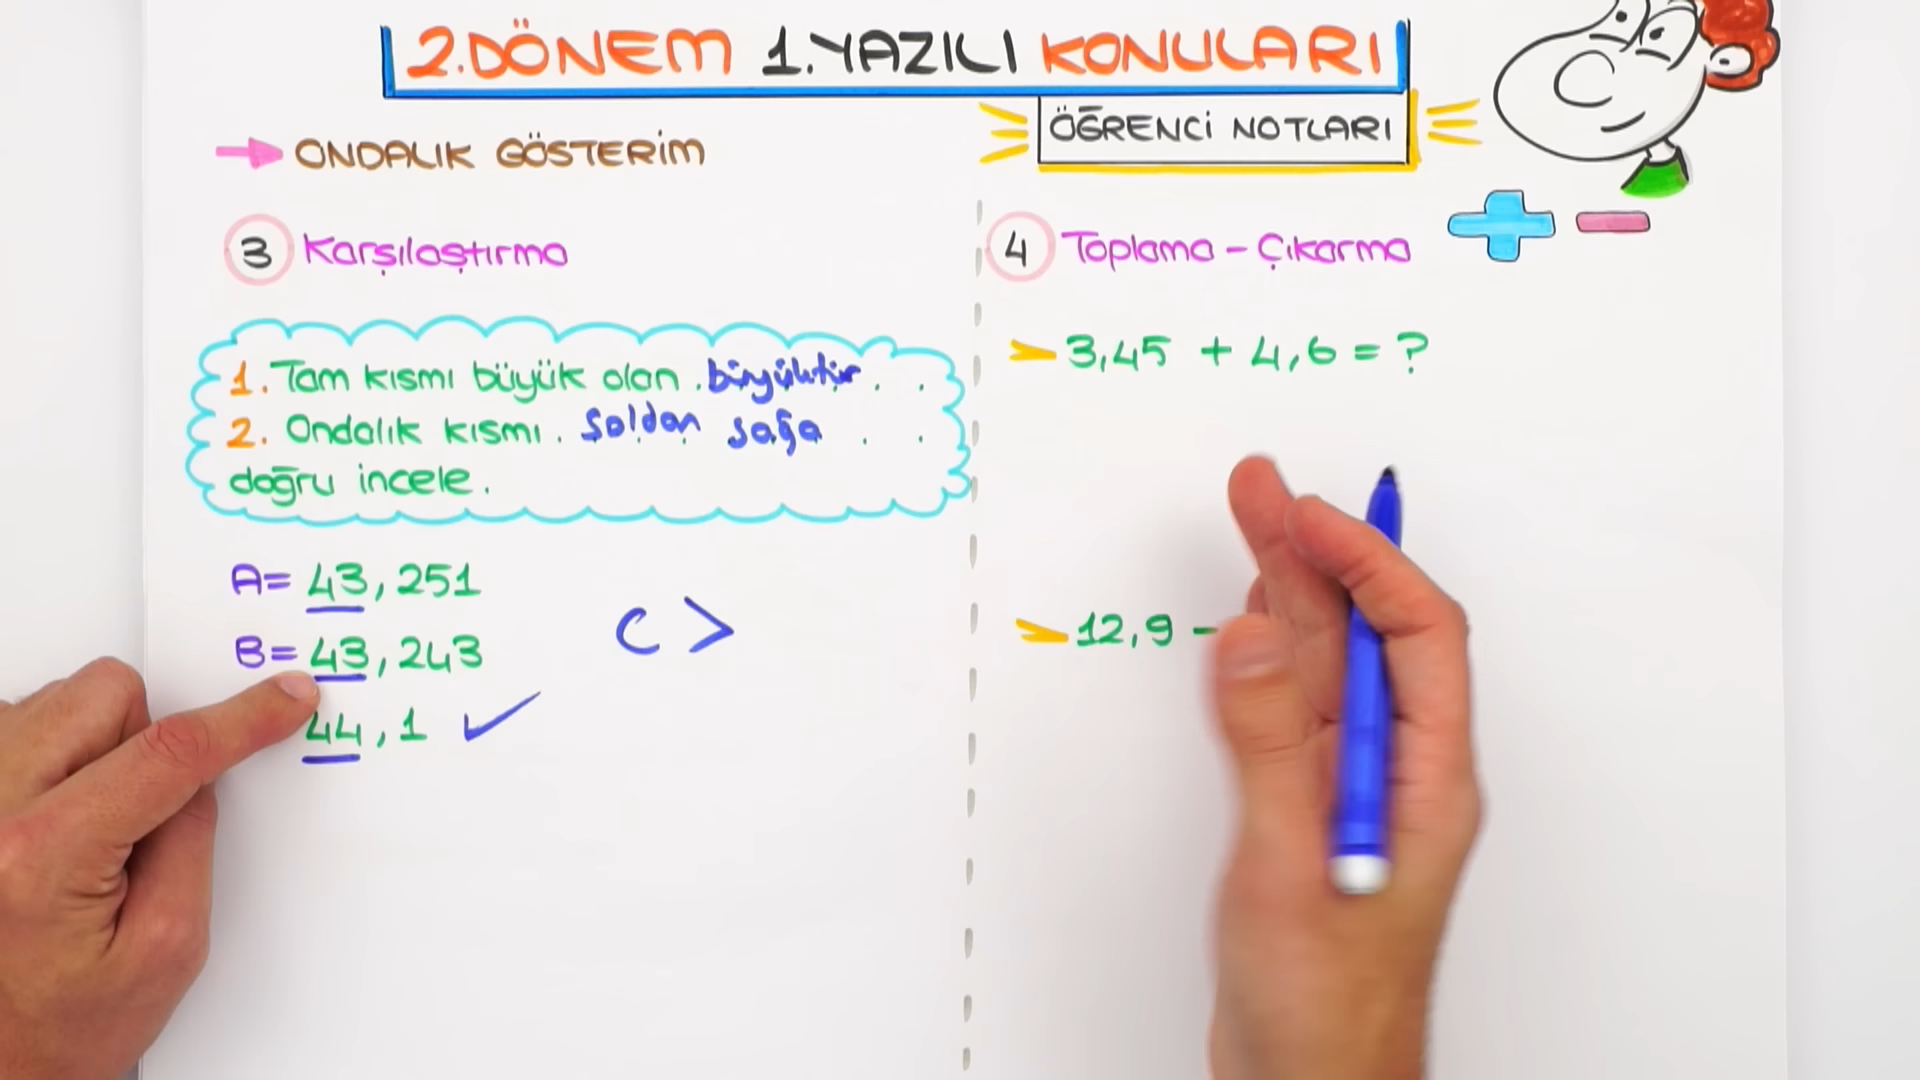 2.DÖNEM 1.YAZILI KONULARI
ÖĞRENCİ NOTLARI
ONDALIK GÖSTERİM
3 Karşılaştırma
1. Tam kısmı büyük olan büyüktür . .
2. Ondalık kısmı . Soldan sağa . .
doğru incele .
A= 43,251
B= 43,243
44,1
C >
4 Toplama - Çıkarma
+ -
3,45 + 4,6 = ?
12,9 -